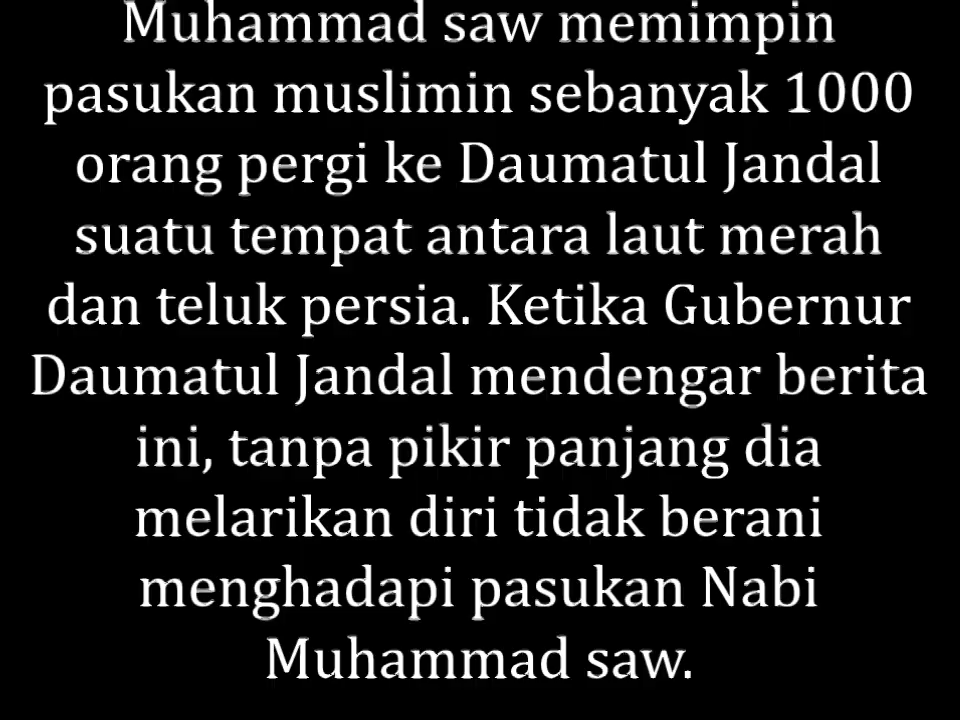 Muhammad saw memimpin
pasukan muslimin sebanyak 1000
orang pergi ke Daumatul Jandal
suatu tempat antara laut merah
dan teluk persia. Ketika Gubernur
Daumatul Jandal mendengar berita
ini, tanpa pikir panjang dia
melarikan diri tidak berani
menghadapi pasukan Nabi
Muhammad saw.